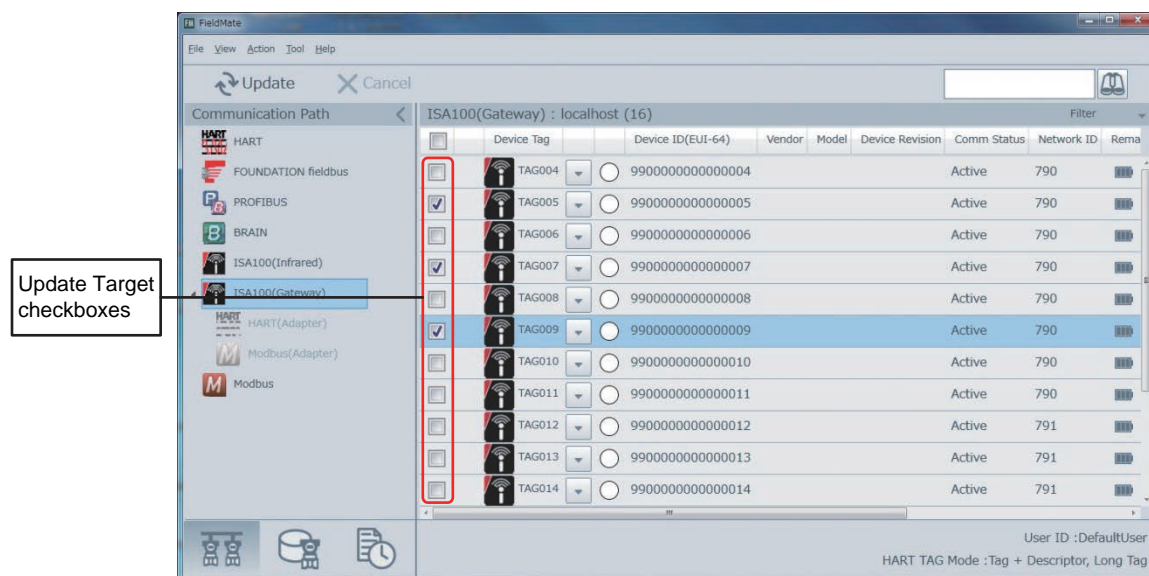 FieldMate
File View Action Tool Help
Update Cancel
Communication Path
HART HART
FOUNDATION fieldbus
PROFIBUS
BRAIN
ISA100(Infrared)
ISA100(Gateway)
HART HART(Adapter)
Modbus(Adapter)
Modbus
Update Target
checkboxes
ISA100(Gateway) : localhost (16) Filter
Device Tag Device ID(EUI-64) Vendor Model Device Revision Comm Status Network ID Rema
TAG004 9900000000000004 Active 790
TAG005 9900000000000005 Active 790
TAG006 9900000000000006 Active 790
TAG007 9900000000000007 Active 790
TAG008 9900000000000008 Active 790
TAG009 9900000000000009 Active 790
TAG010 9900000000000010 Active 790
TAG011 9900000000000011 Active 790
TAG012 9900000000000012 Active 791
TAG013 9900000000000013 Active 791
TAG014 9900000000000014 Active 791
User ID :DefaultUser
HART TAG Mode :Tag + Descriptor, Long Tag